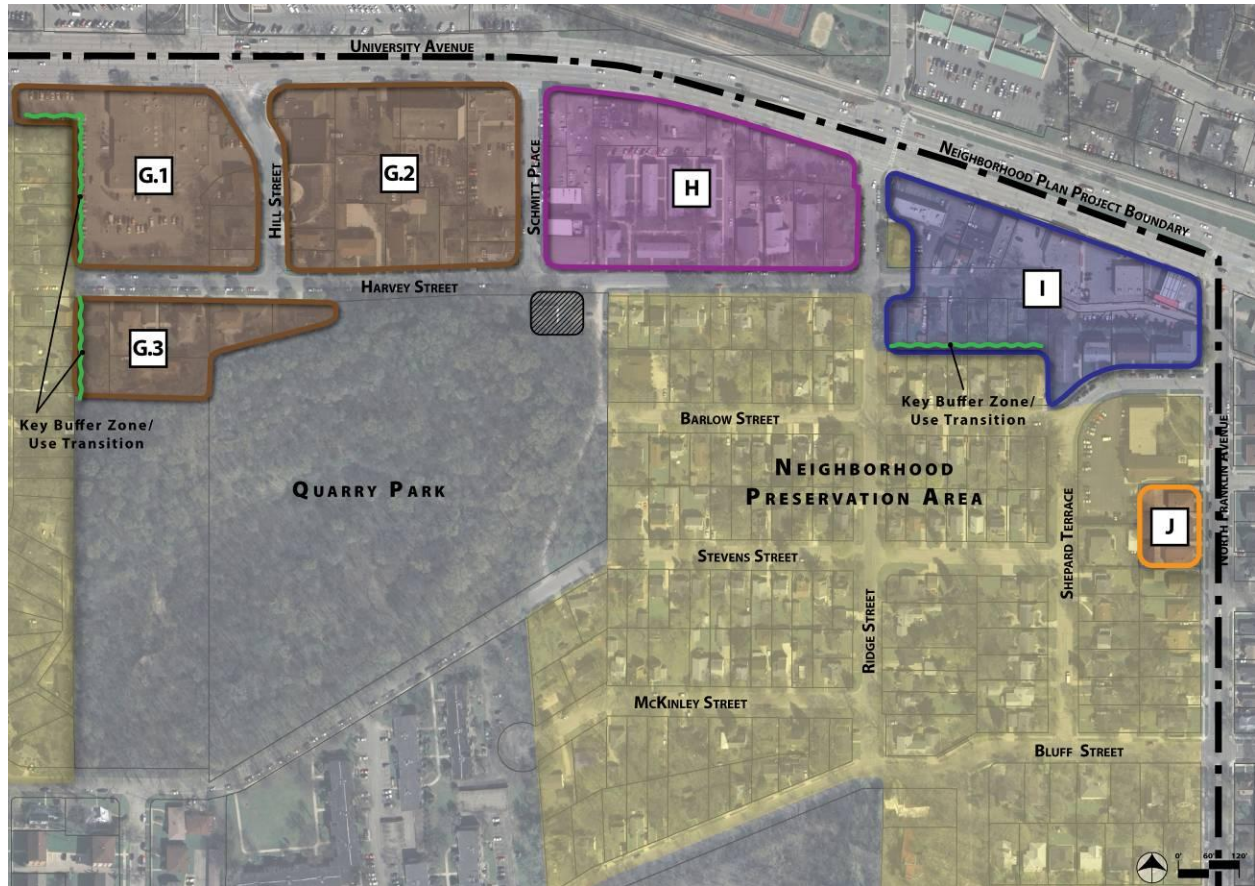 University Avenue
Neighborhood Plan Project Boundary
G.1
Hill Street
G.2
Schmitt Place
H
I
Harvey Street
G.3
Key Buffer Zone/
Use Transition
Key Buffer Zone/
Use Transition
Barlow Street
Quarry Park
Neighborhood
Preservation Area
Shepard Terrace
J
North Franklin Avenue
Stevens Street
Ridge Street
McKinley Street
Bluff Street
0' 60' 120'